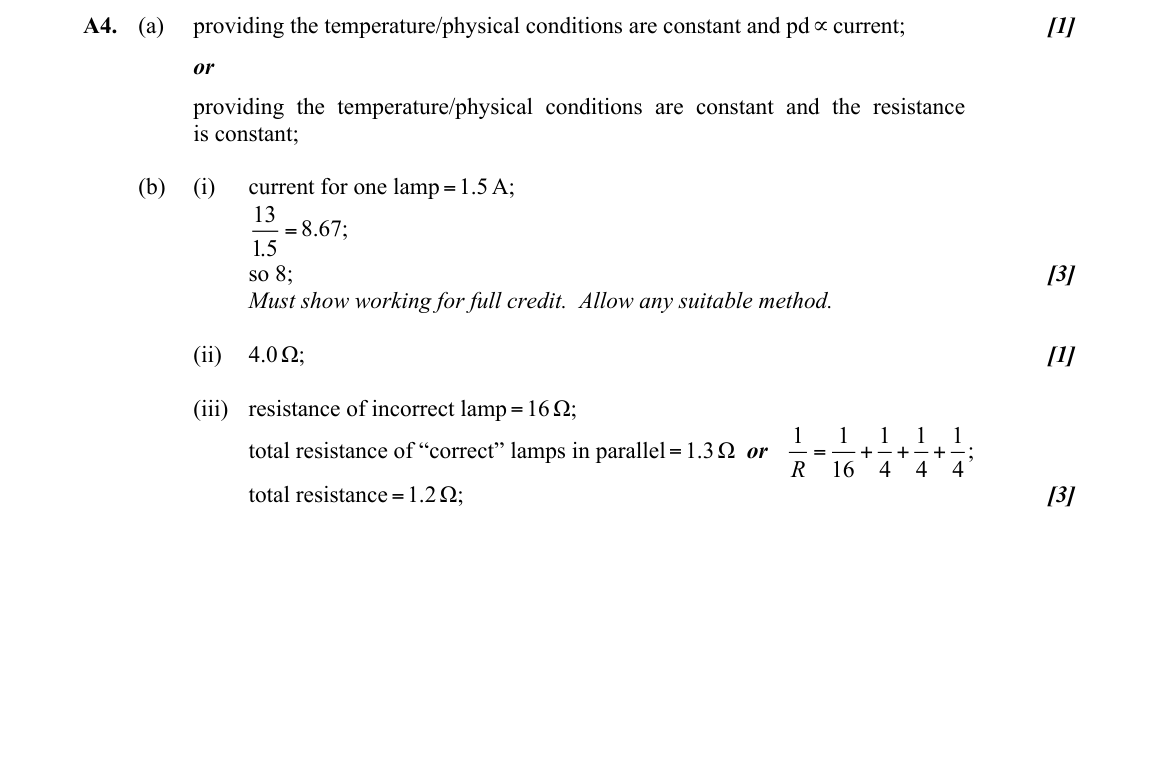 A4. (a) providing the temperature/physical conditions are constant and pd ∝ current; [1]
or
providing the temperature/physical conditions are constant and the resistance
is constant;
(b) (i) current for one lamp = 1.5 A;
13/1.5 = 8.67;
so 8; [3]
Must show working for full credit. Allow any suitable method.
(ii) 4.0 Ω; [1]
(iii) resistance of incorrect lamp = 16 Ω;
total resistance of “correct” lamps in parallel = 1.3 Ω or 1/R = 1/16 + 1/4 + 1/4 + 1/4;
total resistance = 1.2 Ω; [3]